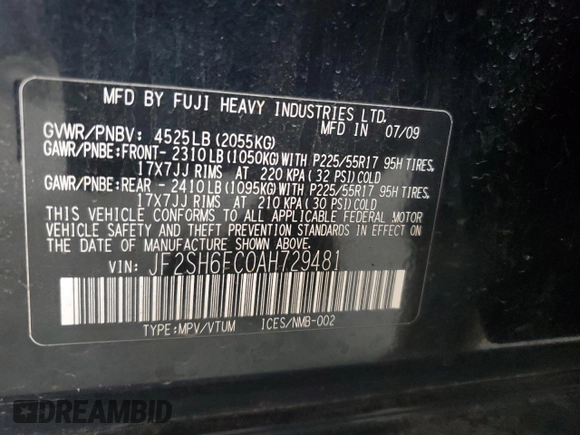 MFD BY FUJI HEAVY INDUSTRIES LTD.
MFD IN 07/09
GVWR/PNBV: 4525LB (2055KG)
GAWR/PNBE:FRONT- 2310LB(1050KG)WITH P225/55R17 95H TIRES,
17X7JJ RIMS AT 220 KPA( 32 PSI)COLD
GAWR/PNBE:REAR - 2410LB(1095KG)WITH P225/55R17 95H TIRES,
17X7JJ RIMS AT 210 KPA( 30 PSI)COLD
THIS VEHICLE CONFORMS TO ALL APPLICABLE FEDERAL MOTOR
VEHICLE SAFETY AND THEFT PREVENTION STANDARDS IN EFFECT ON
THE DATE OF MANUFACTURE SHOWN ABOVE.
VIN: JF2SH6FC0AH729481
TYPE:MPV/VTUM ICES/NMB-002
DREAMBID